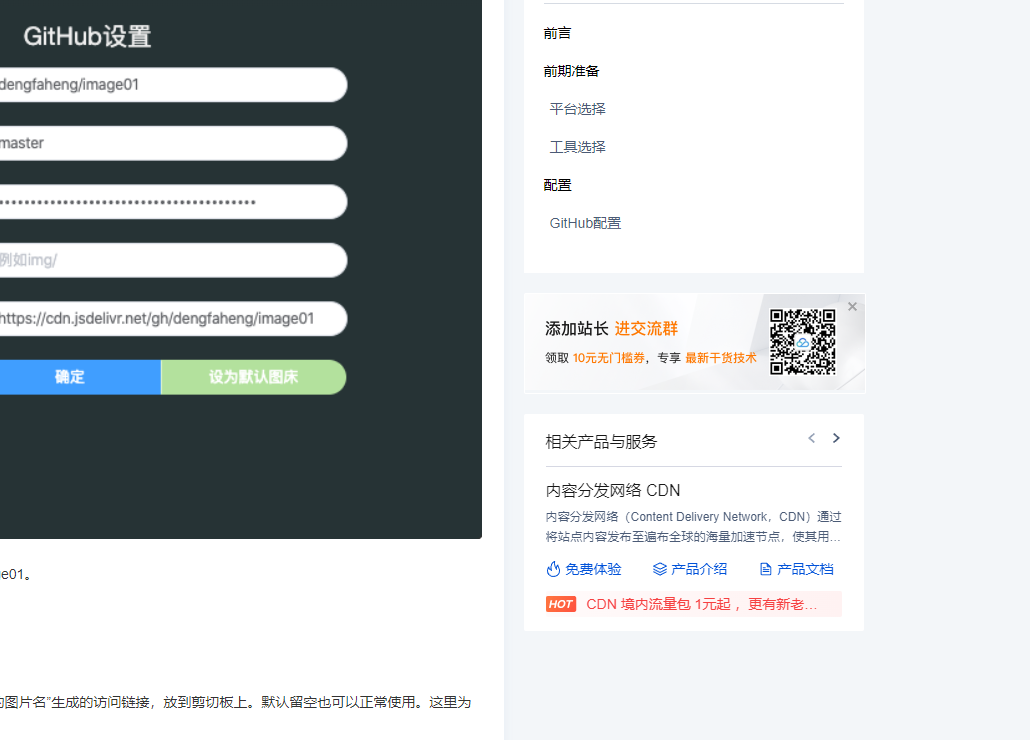 GitHub设置
dengfaheng/image01
master
例如img/
https://cdn.jsdelivr.net/gh/dengfaheng/image01
确定
设为默认图床
ge01。
的图片名”生成的访问链接，放到剪切板上。默认留空也可以正常使用。这里为
前言
前期准备
平台选择
工具选择
配置
GitHub配置
添加站长 进交流群
领取 10元无门槛券，专享 最新干货技术
相关产品与服务
内容分发网络 CDN
内容分发网络（Content Delivery Network，CDN）通过
将站点内容发布至遍布全球的海量加速节点，使其用...
免费体验
产品介绍
产品文档
HOT CDN 境内流量包 1元起 ，更有新老...